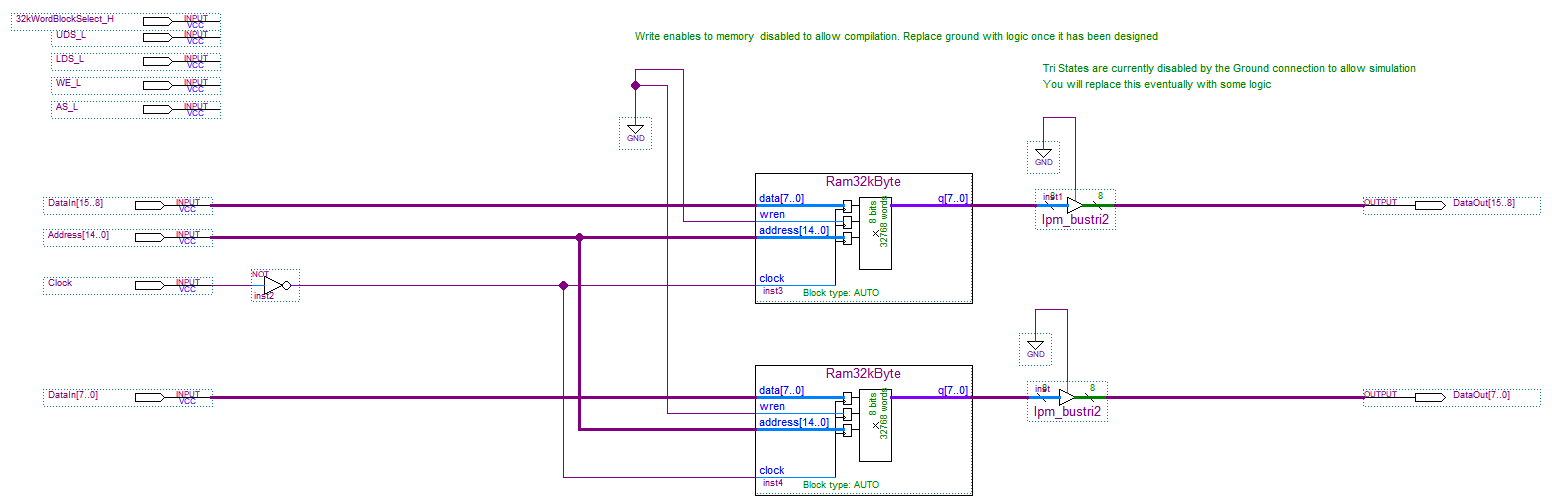 32kWordBlockSelect_H INPUT
VCC
UDS_L INPUT
VCC
LDS_L INPUT
VCC
WE_L INPUT
VCC
AS_L INPUT
VCC
Write enables to memory  disabled to allow compilation. Replace ground with logic once it has been designed
Tri States are currently disabled by the Ground connection to allow simulation
You will replace this eventually with some logic
GND
GND
Ram32kByte
DataIn[15..8] INPUT
VCC
data[7..0] q[7..0]
wren
address[14..0]
8 bits
×
32768 words
clock
inst3 Block type: AUTO
inst1 8 8
lpm_bustri2
OUTPUT DataOut[15..8]
Address[14..0] INPUT
VCC
Clock INPUT
VCC
NOT
inst2
GND
Ram32kByte
DataIn[7..0] INPUT
VCC
data[7..0] q[7..0]
wren
address[14..0]
8 bits
×
32768 words
clock
inst4 Block type: AUTO
inst 8 8
lpm_bustri2
OUTPUT DataOut[7..0]